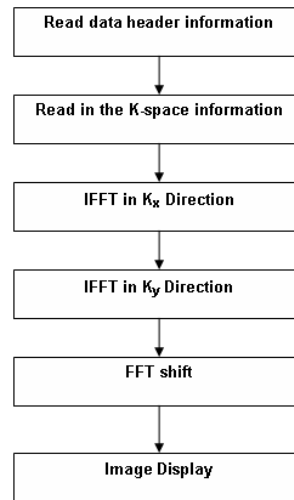 Read data header information
Read in the K-space information
IFFT in Kx Direction
IFFT in Ky Direction
FFT shift
Image Display